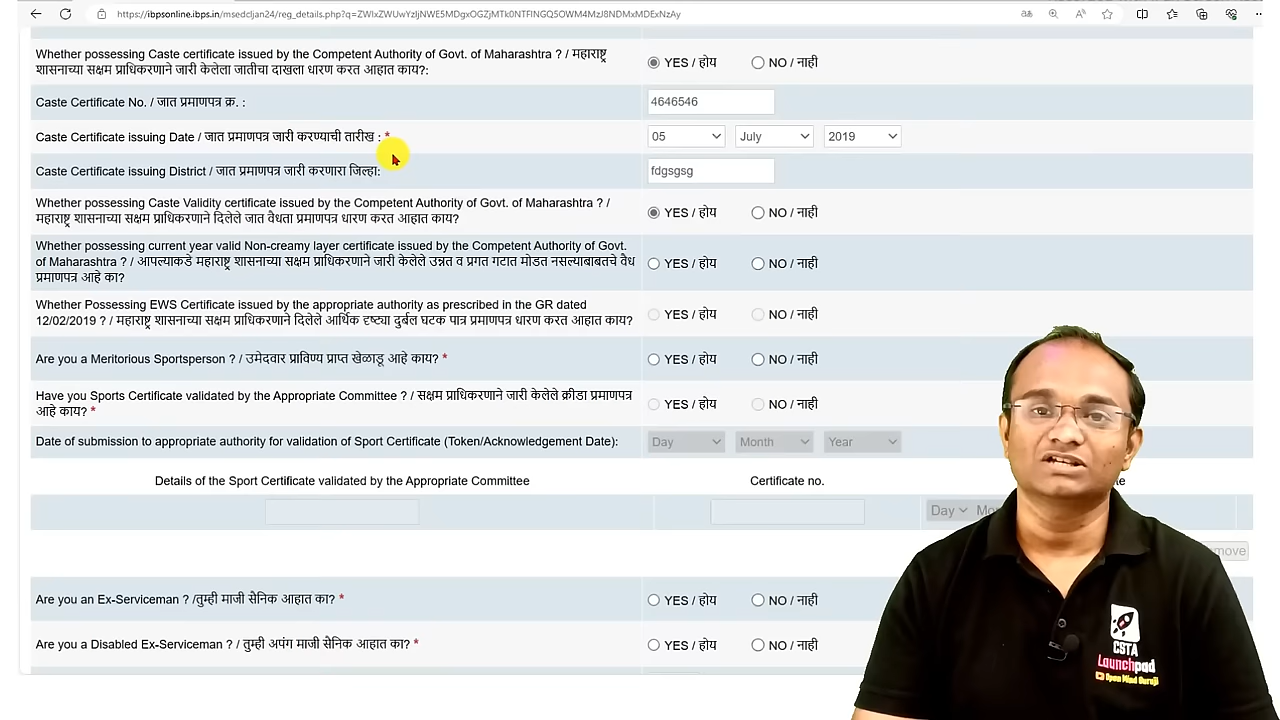 https://ibpsonline.ibps.in/msedcljan24/reg_details.php?q=ZWIxZWUwYzljNWE5MDgxOGZjMTk0NTFlNGQ5OWM4MzJ8NDMxMDExNzAy
Whether possessing Caste certificate issued by the Competent Authority of Govt. of Maharashtra ? / महाराष्ट्र
शासनाच्या सक्षम प्राधिकरणाने जारी केलेला जातीचा दाखला धारण करत आहात काय?:
YES / होय NO / नाही
Caste Certificate No. / जात प्रमाणपत्र क्र. :
4646546
Caste Certificate issuing Date / जात प्रमाणपत्र जारी करण्याची तारीख : *
05 July 2019
Caste Certificate issuing District / जात प्रमाणपत्र जारी करणारा जिल्हा:
fdgsgsg
Whether possessing Caste Validity certificate issued by the Competent Authority of Govt. of Maharashtra ? /
महाराष्ट्र शासनाच्या सक्षम प्राधिकरणाने दिलेले जात वैधता प्रमाणपत्र धारण करत आहात काय?
YES / होय NO / नाही
Whether possessing current year valid Non-creamy layer certificate issued by the Competent Authority of Govt.
of Maharashtra ? / आपल्याकडे महाराष्ट्र शासनाच्या सक्षम प्राधिकरणाने जारी केलेले उन्नत व प्रगत गटात मोडत नसल्याबाबतचे वैध
प्रमाणपत्र आहे का?
YES / होय NO / नाही
Whether Possessing EWS Certificate issued by the appropriate authority as prescribed in the GR dated
12/02/2019 ? / महाराष्ट्र शासनाच्या सक्षम प्राधिकरणाने दिलेले आर्थिक दृष्ट्या दुर्बल घटक पात्र प्रमाणपत्र धारण करत आहात काय?
YES / होय NO / नाही
Are you a Meritorious Sportsperson ? / उमेदवार प्राविण्य प्राप्त खेळाडू आहे काय? *
YES / होय NO / नाही
Have you Sports Certificate validated by the Appropriate Committee ? / सक्षम प्राधिकरणाने जारी केलेले क्रीडा प्रमाणपत्र
आहे काय? *
YES / होय NO / नाही
Date of submission to appropriate authority for validation of Sport Certificate (Token/Acknowledgement Date):
Day Month Year
Details of the Sport Certificate validated by the Appropriate Committee Certificate no.
Day
Are you an Ex-Serviceman ? /तुम्ही माजी सैनिक आहात का? *
YES / होय NO / नाही
Are you a Disabled Ex-Serviceman ? / तुम्ही अपंग माजी सैनिक आहात का? *
YES / होय NO / नाही
CSTA
Launchpad
Open Mind Guruji